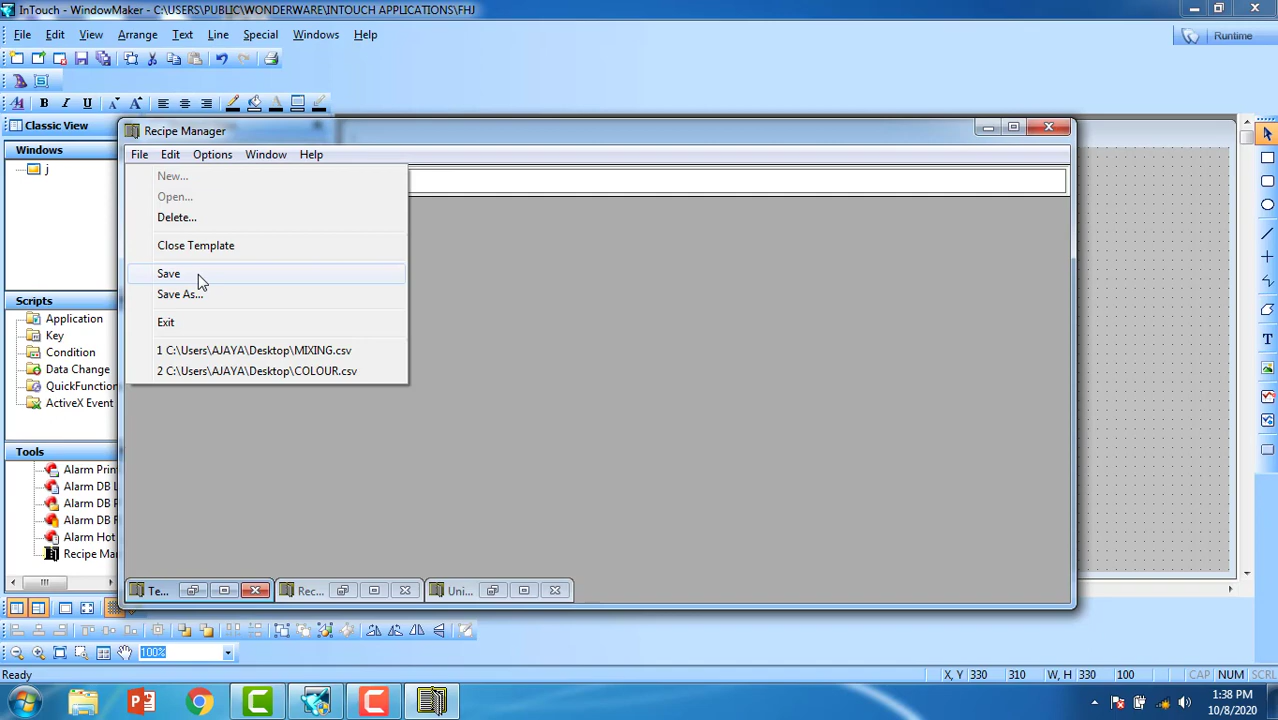 InTouch - WindowMaker - C:\USERS\PUBLIC\WONDERWARE\INTOUCH APPLICATIONS\FHJ
File Edit View Arrange Text Line Special Windows Help
Runtime
B I U
Classic View
Windows
j
Scripts
Application
Key
Condition
Data Change
QuickFunction
ActiveX Event
Tools
Alarm Prin
Alarm DB L
Alarm DB P
Alarm DB R
Alarm Hot
Recipe Ma
Recipe Manager
File Edit Options Window Help
New...
Open...
Delete...
Close Template
Save
Save As...
Exit
1 C:\Users\AJAYA\Desktop\MIXING.csv
2 C:\Users\AJAYA\Desktop\COLOUR.csv
Te... Rec... Uni...
100%
Ready X, Y 330 310 W, H 330 100 CAP NUM SCRL
1:38 PM
10/8/2020